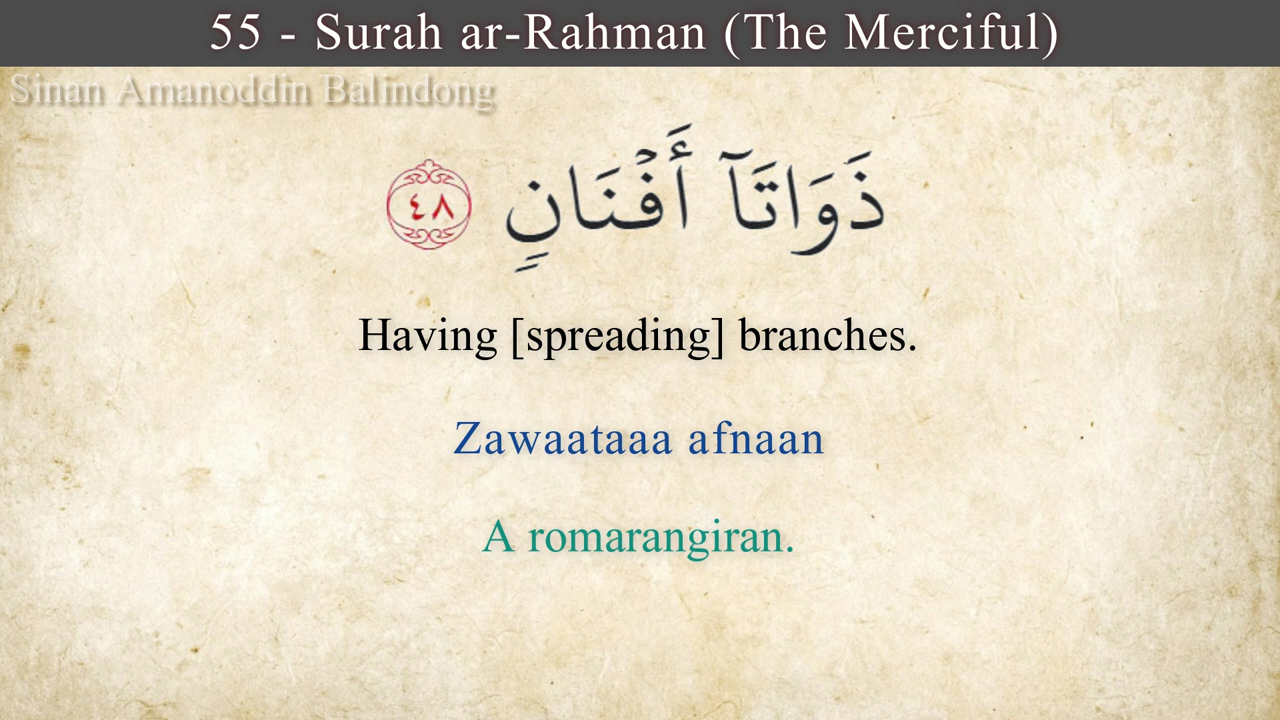 55 - Surah ar-Rahman (The Merciful)
Sinan Amanoddin Balindong
ذَوَاتَآ أَفۡنَانٖ ٤٨
Having [spreading] branches.
Zawaataaa afnaan
A romarangiran.